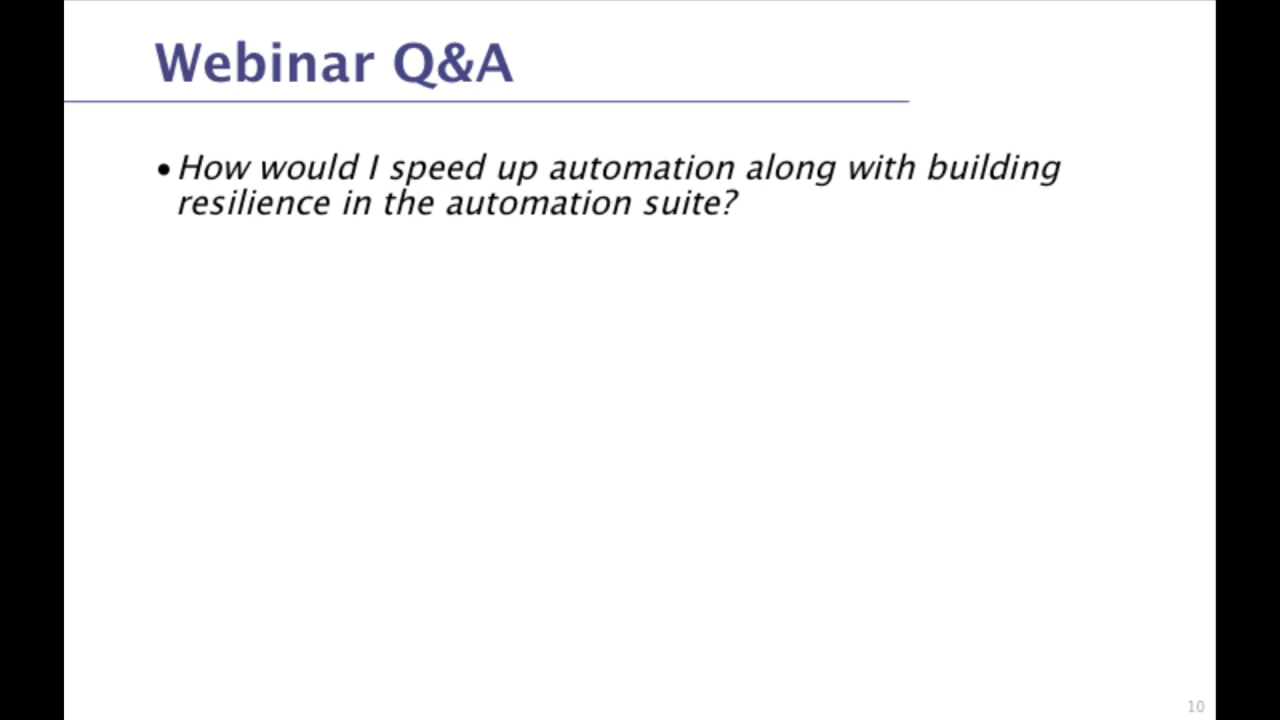 Webinar Q&A
• How would I speed up automation along with building
resilience in the automation suite?
10